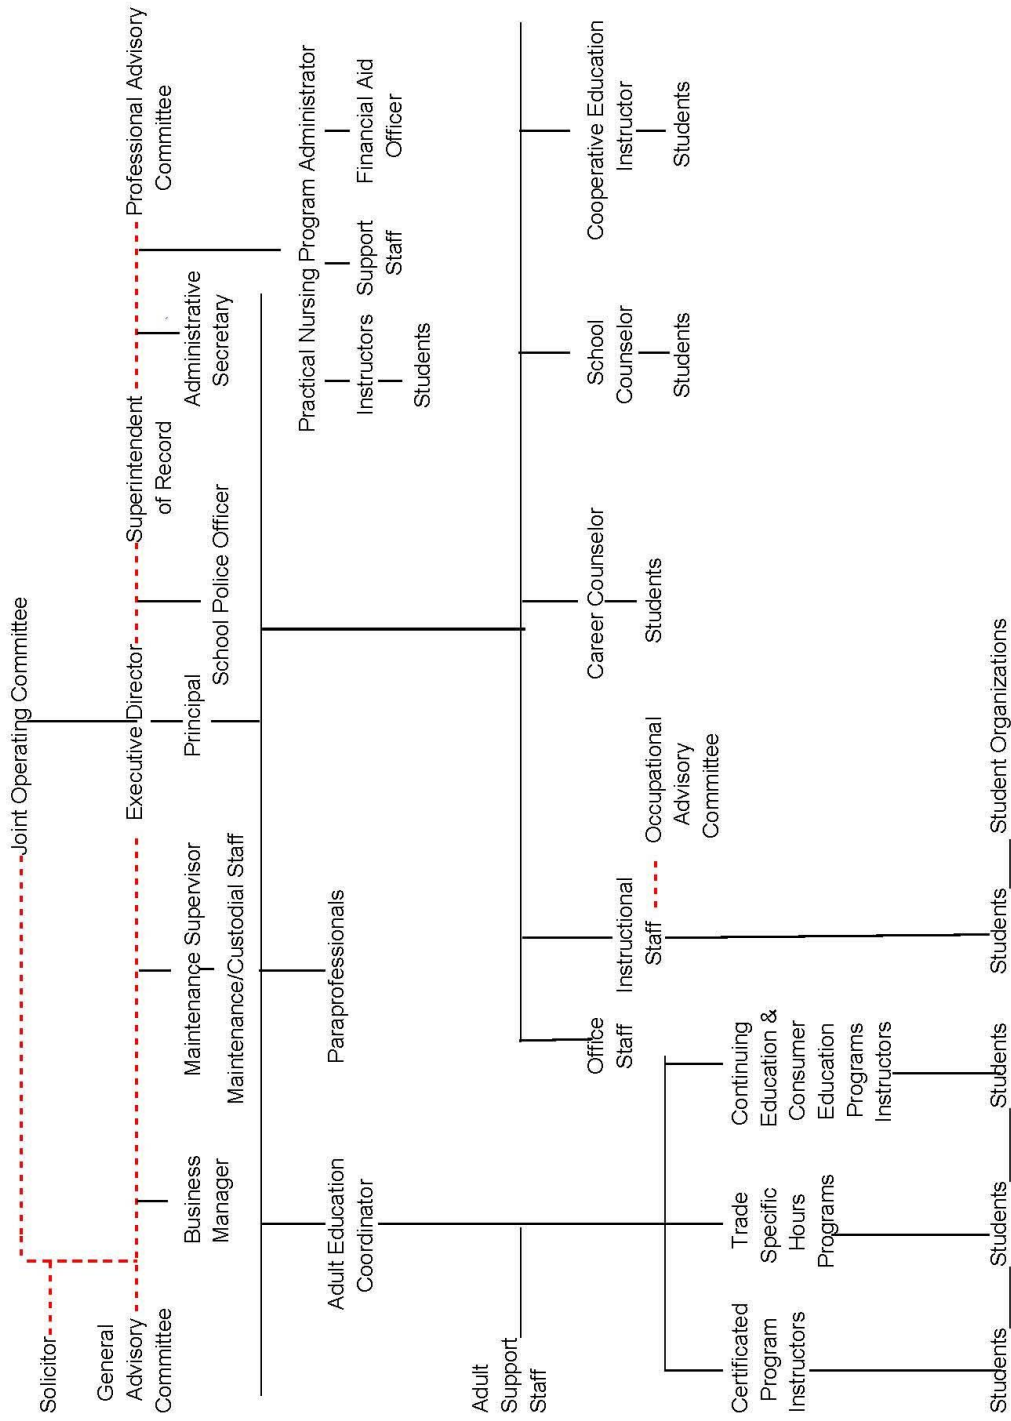 Joint Operating Committee
Solicitor
General
Advisory
Committee
Executive Director
Superintendent
of Record
Professional Advisory
Committee
Business
Manager
Maintenance Supervisor
Maintenance/Custodial Staff
Principal
School Police Officer
Administrative
Secretary
Adult Education
Coordinator
Paraprofessionals
Practical Nursing Program Administrator
Instructors
Students
Support
Staff
Financial Aid
Officer
Adult
Support
Staff
Office
Staff
Instructional
Staff
Occupational
Advisory
Committee
Career Counselor
Students
School
Counselor
Students
Cooperative Education
Instructor
Students
Certificated
Program
Instructors
Trade
Specific
Hours
Programs
Continuing
Education &
Consumer
Education
Programs
Instructors
Students
Students
Students
Students
Student Organizations